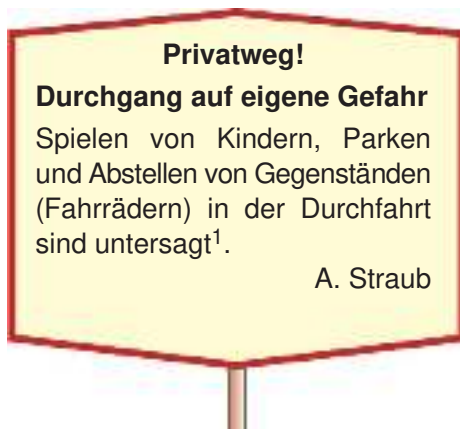 Privatweg!
Durchgang auf eigene Gefahr
Spielen von Kindern, Parken
und Abstellen von Gegenständen
(Fahrrädern) in der Durchfahrt
sind untersagt¹.
A. Straub